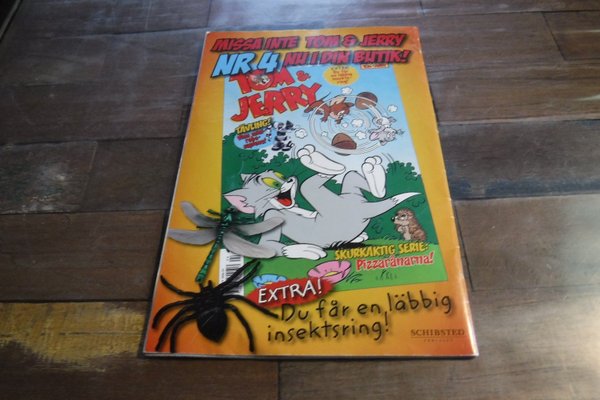 MISSA INTE TOM & JERRY
NR 4 NU I DIN BUTIK!
TOM &
JERRY
TÄVLING!
SKURKAKTIG SERIE:
Pizzarånarna!
EXTRA!
Du får en läbbig
insektsring!
SCHIBSTED